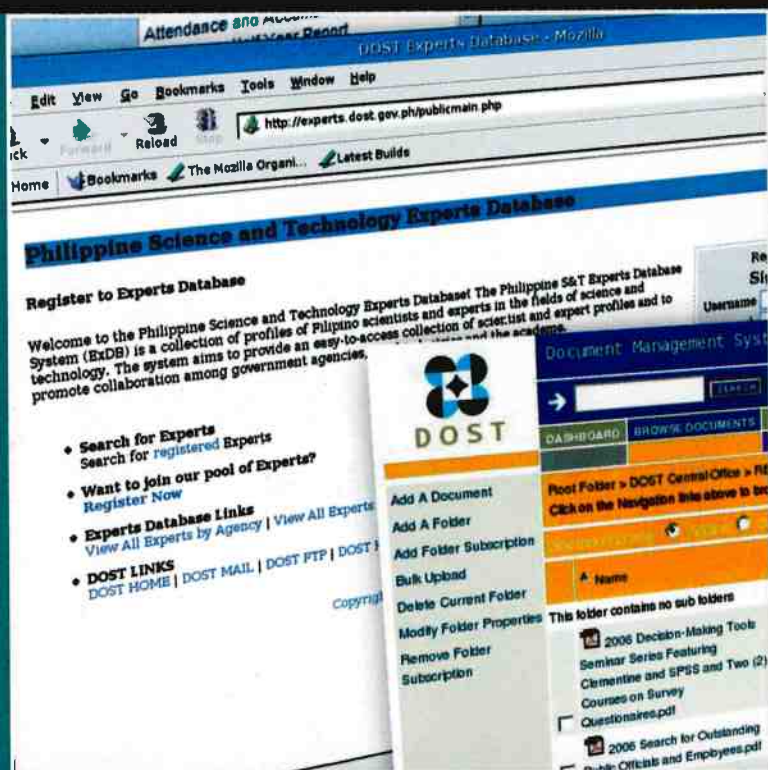 Attendance and
Half Year Report
DOST Experts Database - Mozilla
Edit View Go Bookmarks Tools Window Help
Forward Reload Stop http://experts.dost.gov.ph/publicmain.php
Home Bookmarks The Mozilla Organi... Latest Builds
Philippine Science and Technology Experts Database
Register to Experts Database
Welcome to the Philippine Science and Technology Experts Database! The Philippine S&T Experts Database
System (ExDB) is a collection of profiles of Filipino scientists and experts in the fields of science and
technology. The system aims to provide an easy-to-access collection of scientist and expert profiles and to
promote collaboration among government agencies, and the academe.
Username
• Search for Experts
Search for registered Experts
• Want to join our pool of Experts?
Register Now
• Experts Database Links
View All Experts by Agency | View All Experts
• DOST LINKS
DOST HOME | DOST MAIL | DOST FTP | DOST
DOST
Add A Document
Add A Folder
Add Folder Subscription
Bulk Upload
Delete Current Folder
Modify Folder Properties
Remove Folder
Subscription
Document Management
SEARCH
DASHBOARD BROWSE DOCUMENTS
Root Folder > DOST Central Office >
Click on the Navigation links above to
Name
This folder contains no sub folders
2006 Decision-Making Tools
Seminar Series Featuring
Clementine and SPSS and Two (2)
Courses on Survey
Questionaires.pdf
2006 Search for Outstanding
Public Officials and Employees.pdf